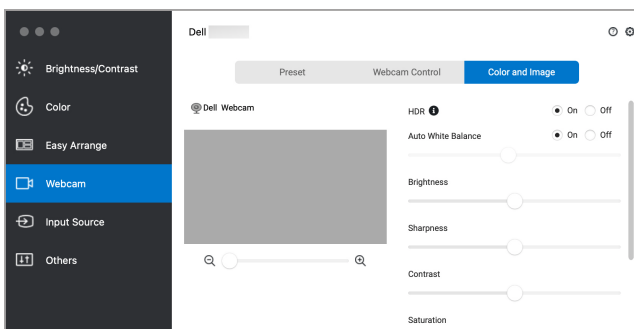 Dell
Brightness/Contrast
Color
Easy Arrange
Webcam
Input Source
Others
Preset
Webcam Control
Color and Image
Dell Webcam
HDR
On Off
Auto White Balance
On Off
Brightness
Sharpness
Contrast
Saturation